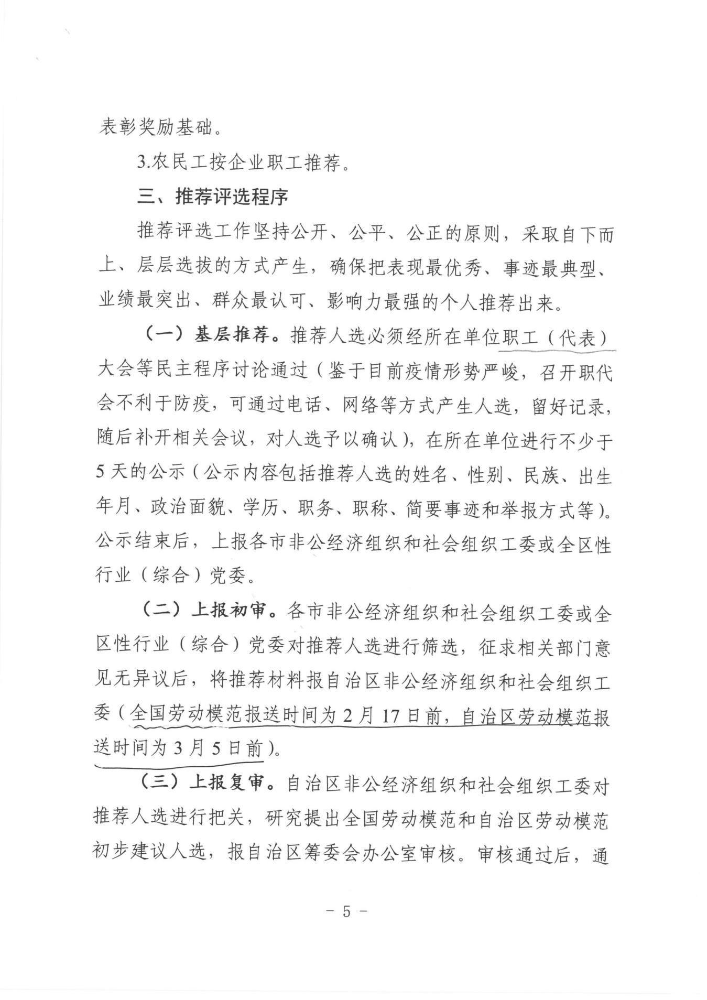 表彰奖励基础。
3.农民工按企业职工推荐。
三、推荐评选程序
推荐评选工作坚持公开、公平、公正的原则，采取自下而
上、层层选拔的方式产生，确保把表现最优秀、事迹最典型、
业绩最突出、群众最认可、影响力最强的个人推荐出来。
（一）基层推荐。推荐人选必须经所在单位职工（代表）
大会等民主程序讨论通过（鉴于目前疫情形势严峻，召开职代
会不利于防疫，可通过电话、网络等方式产生人选，留好记录，
随后补开相关会议，对人选予以确认），在所在单位进行不少于
5天的公示（公示内容包括推荐人选的姓名、性别、民族、出生
年月、政治面貌、学历、职务、职称、简要事迹和举报方式等）。
公示结束后，上报各市非公经济组织和社会组织工委或全区性
行业（综合）党委。
（二）上报初审。各市非公经济组织和社会组织工委或全
区性行业（综合）党委对推荐人选进行筛选，征求相关部门意
见无异议后，将推荐材料报自治区非公经济组织和社会组织工
委（全国劳动模范报送时间为2月17日前，自治区劳动模范报
送时间为3月5日前）。
（三）上报复审。自治区非公经济组织和社会组织工委对
推荐人选进行把关，研究提出全国劳动模范和自治区劳动模范
初步建议人选，报自治区筹委会办公室审核。审核通过后，通
- 5 -